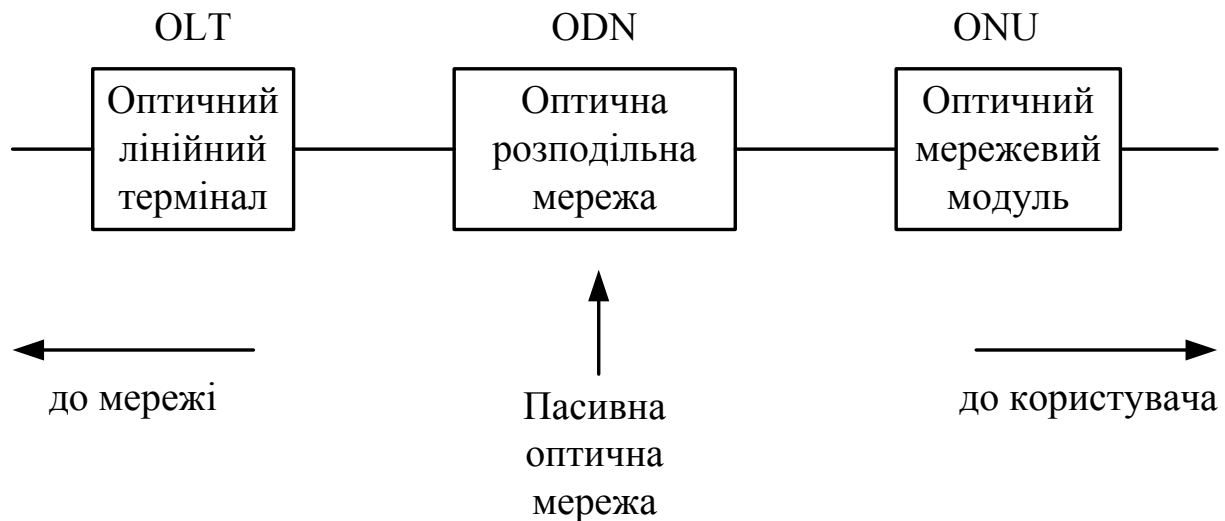 OLT
ODN
ONU
Оптичний
лінійний
термінал
Оптична
розподільна
мережа
Оптичний
мережевий
модуль
до мережі
Пасивна
оптична
мережа
до користувача